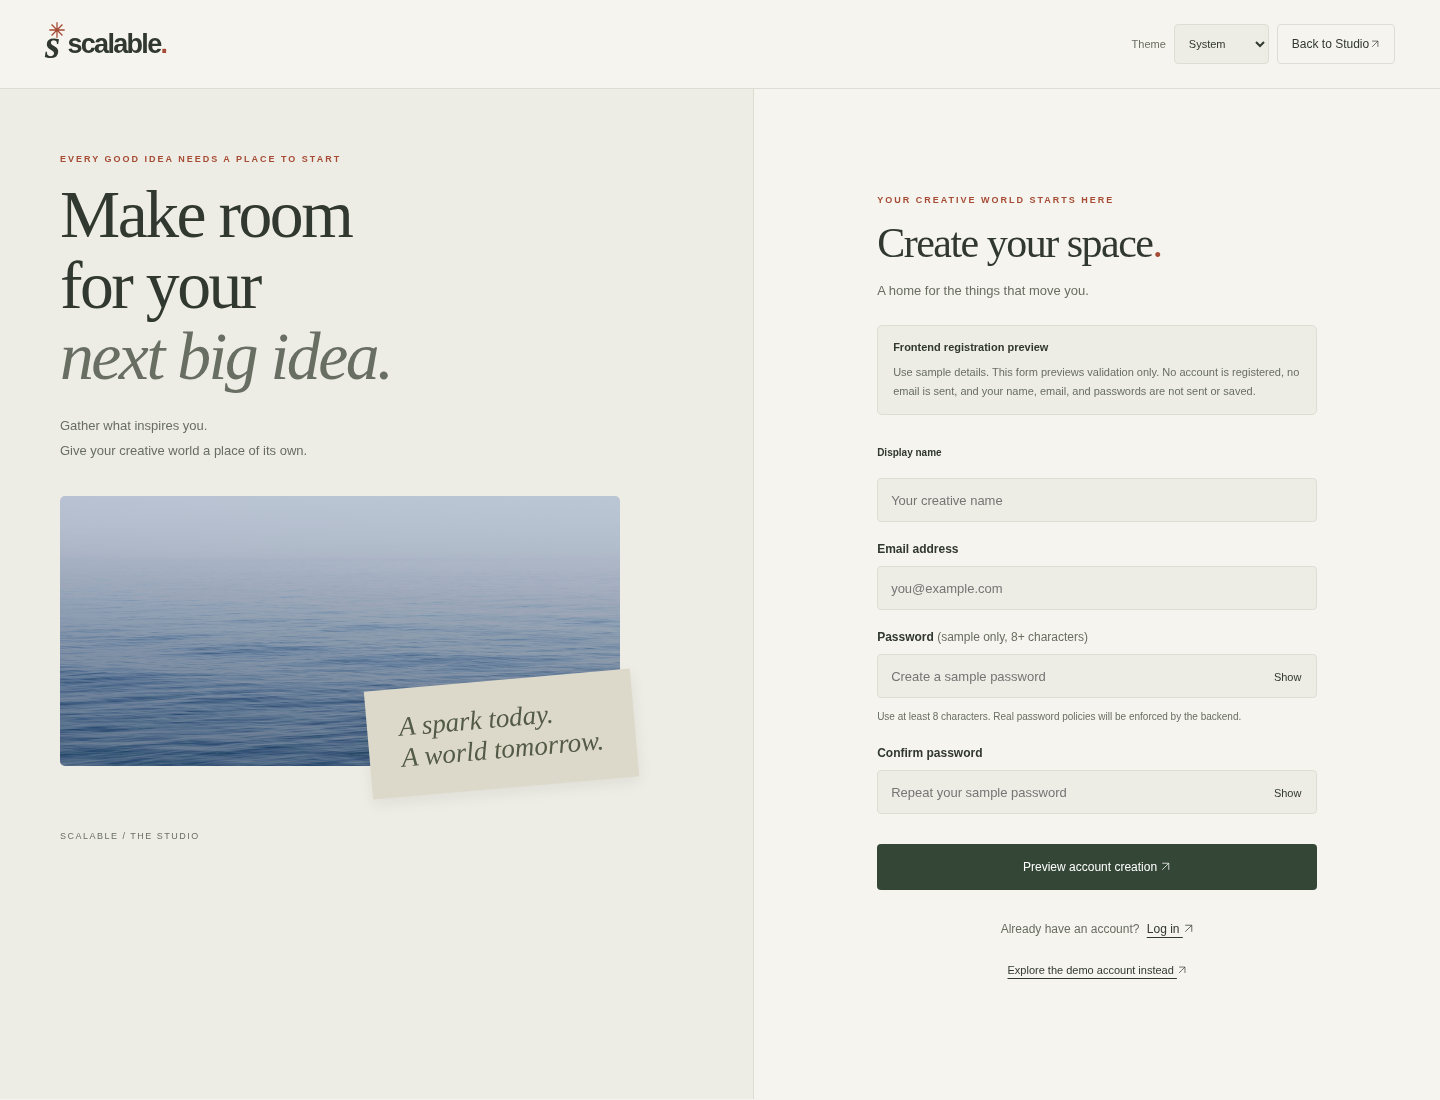 s scalable.
Theme
System
Back to Studio
EVERY GOOD IDEA NEEDS A PLACE TO START
Make room
for your
next big idea.
Gather what inspires you.
Give your creative world a place of its own.
A spark today.
A world tomorrow.
SCALABLE / THE STUDIO
YOUR CREATIVE WORLD STARTS HERE
Create your space.
A home for the things that move you.
Frontend registration preview
Use sample details. This form previews validation only. No account is registered, no
email is sent, and your name, email, and passwords are not sent or saved.
Display name
Your creative name
Email address
you@example.com
Password (sample only, 8+ characters)
Create a sample password
Show
Use at least 8 characters. Real password policies will be enforced by the backend.
Confirm password
Repeat your sample password
Show
Preview account creation
Already have an account? Log in
Explore the demo account instead